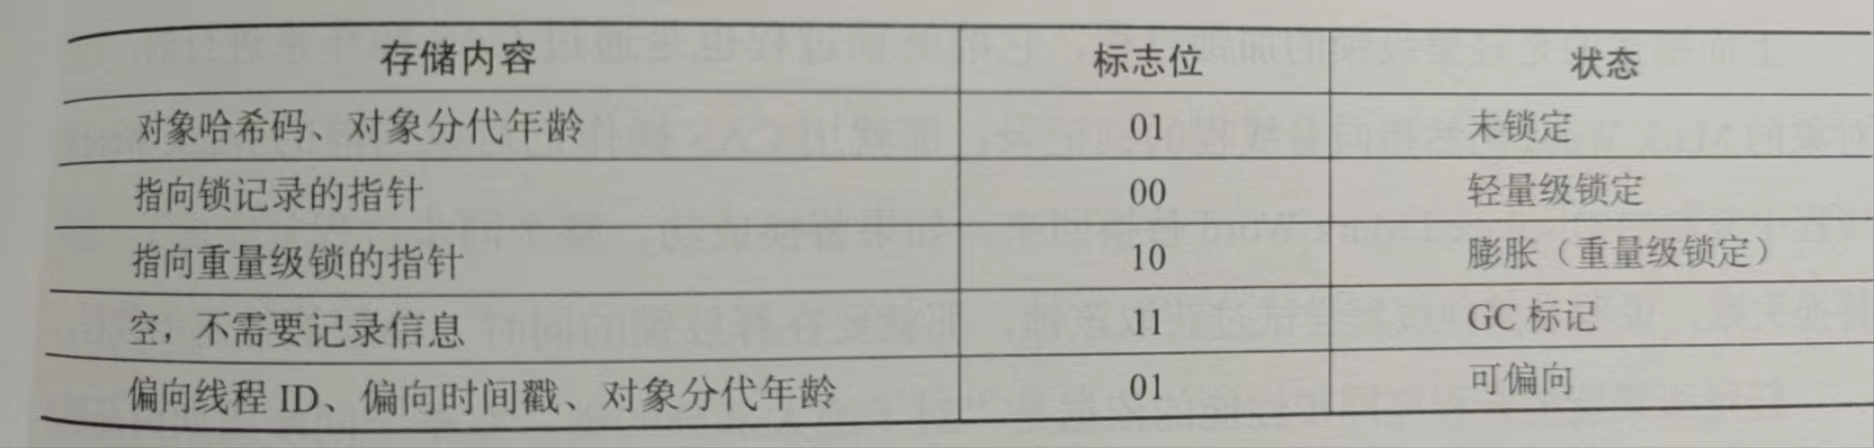 存储内容 标志位 状态
对象哈希码、对象分代年龄 01 未锁定
指向锁记录的指针 00 轻量级锁定
指向重量级锁的指针 10 膨胀（重量级锁定）
空，不需要记录信息 11 GC 标记
偏向线程 ID、偏向时间戳、对象分代年龄 01 可偏向